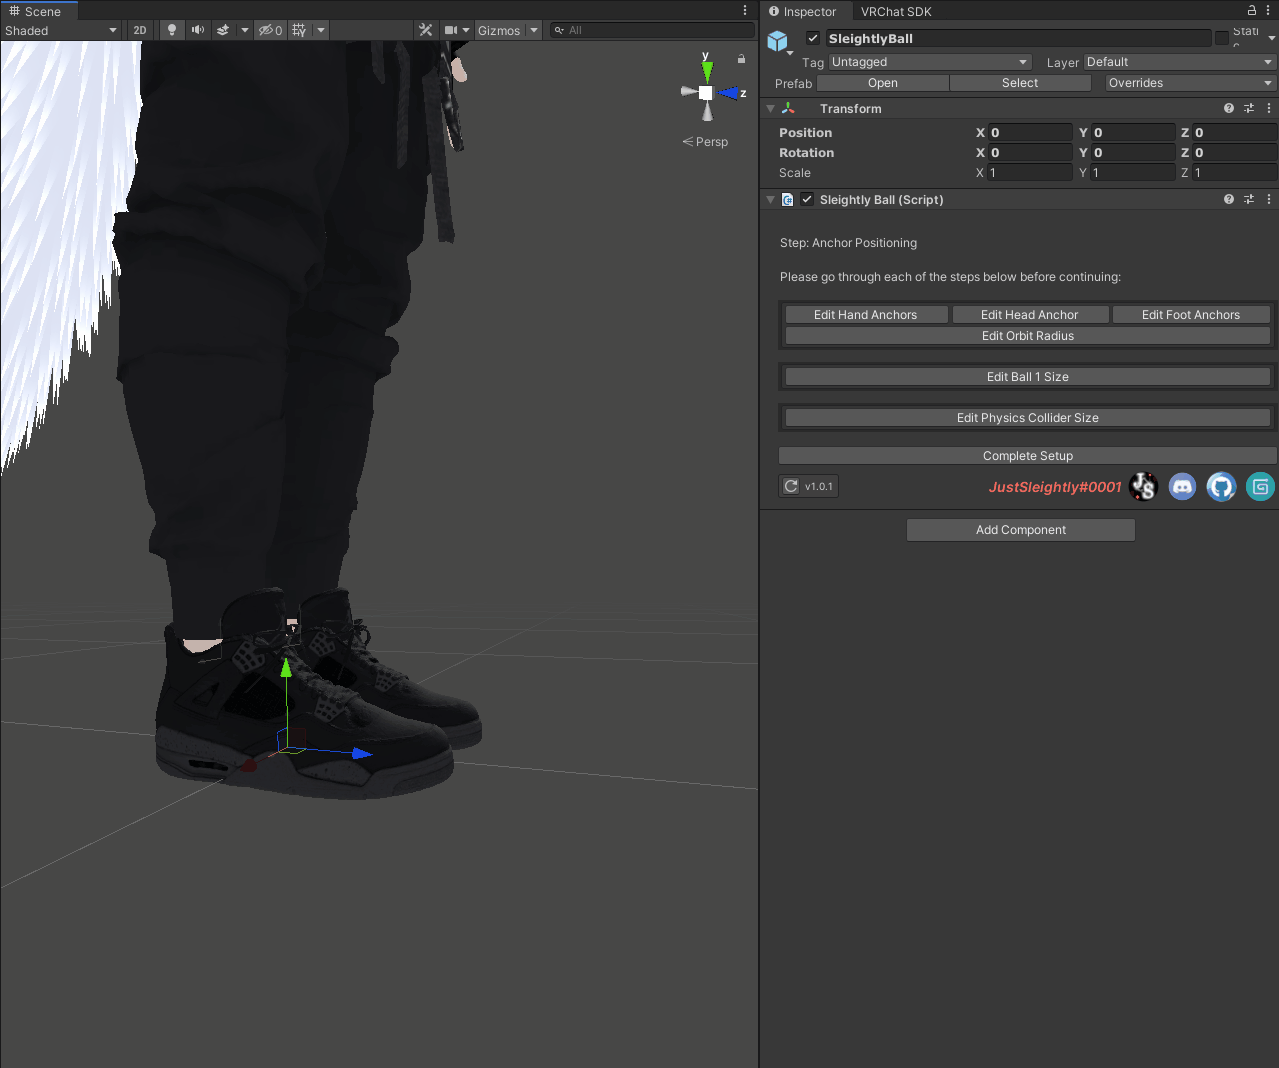 Scene
Inspector
VRChat SDK
Shaded
2D
0
Gizmos
All
SleightlyBall
Stati
c
Tag
Untagged
Layer
Default
Prefab
Open
Select
Overrides
y
z
Persp
Transform
Position
X 0
Y 0
Z 0
Rotation
X 0
Y 0
Z 0
Scale
X 1
Y 1
Z 1
Sleightly Ball (Script)
Step: Anchor Positioning
Please go through each of the steps below before continuing:
Edit Hand Anchors
Edit Head Anchor
Edit Foot Anchors
Edit Orbit Radius
Edit Ball 1 Size
Edit Physics Collider Size
Complete Setup
v1.0.1
JustSleightly#0001
JS
Add Component